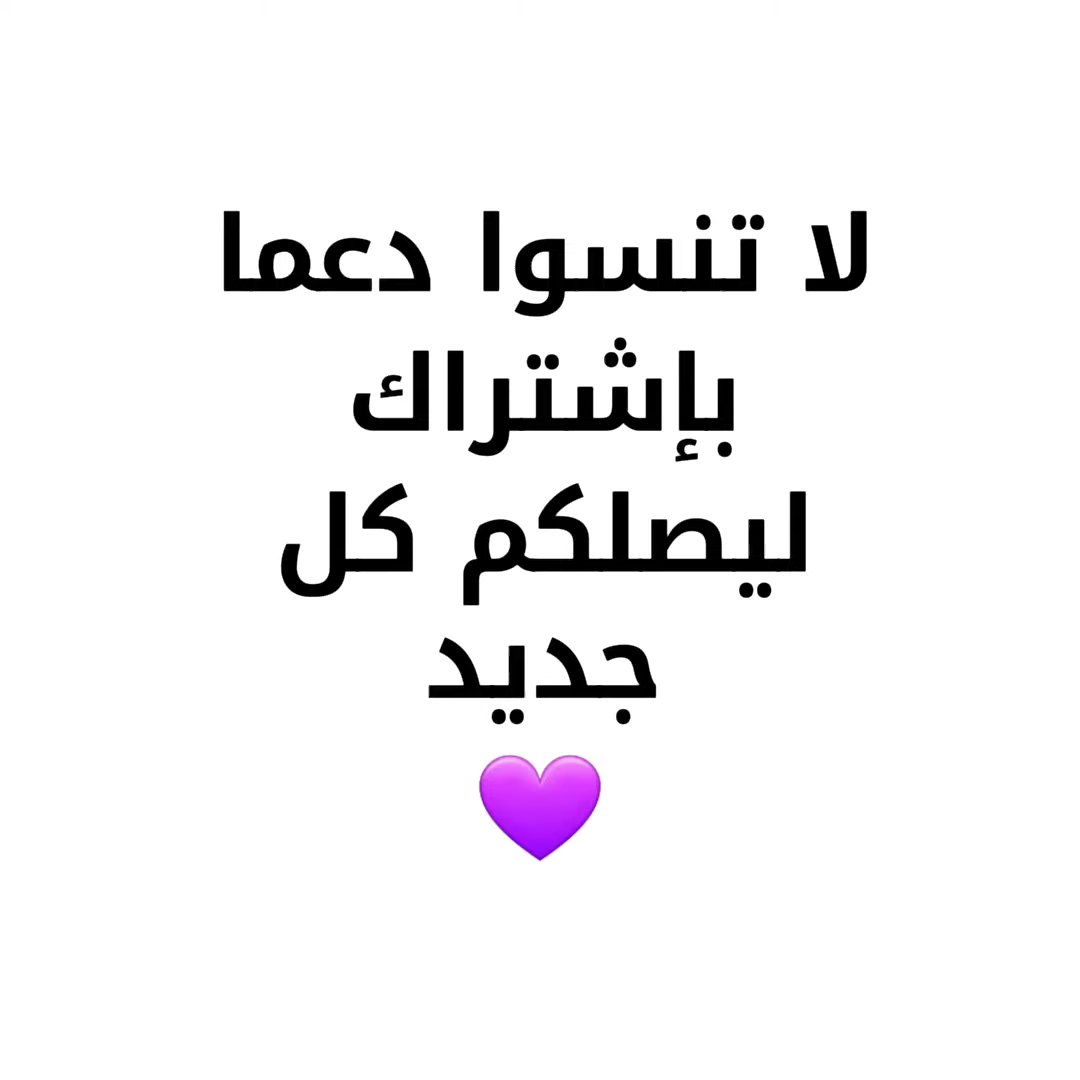 لا تنسوا دعما
بإشتراك
ليصلكم كل
جديد
💜